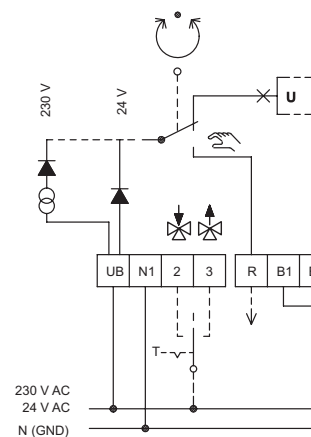 230 V
24 V
U
UB N1 2 3 R B1
T
230 V AC
24 V AC
N (GND)